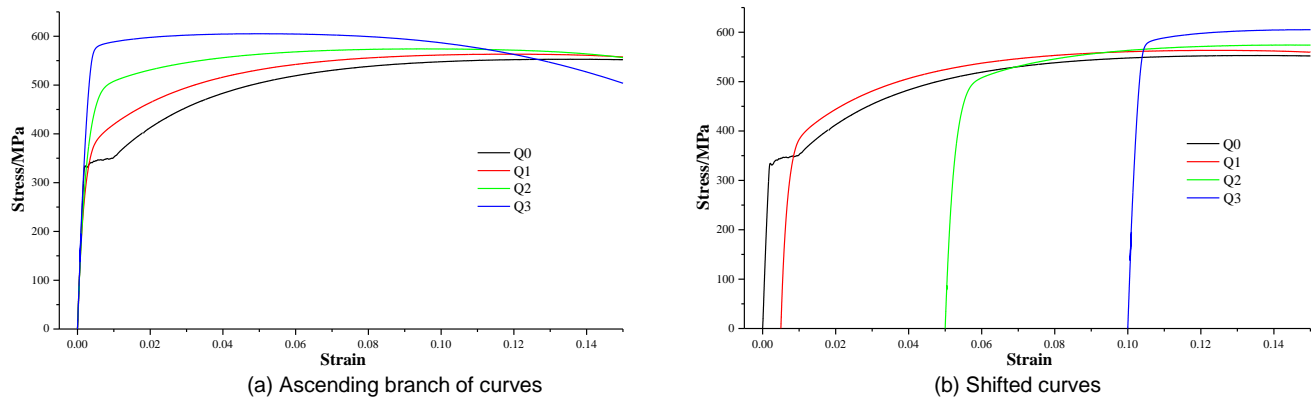 600
500
400
300
200
100
0
Stress/MPa
Q0
Q1
Q2
Q3
0.00 0.02 0.04 0.06 0.08 0.10 0.12 0.14
Strain
(a) Ascending branch of curves
600
500
400
300
200
100
0
Stress/MPa
Q0
Q1
Q2
Q3
0.00 0.02 0.04 0.06 0.08 0.10 0.12 0.14
Strain
(b) Shifted curves